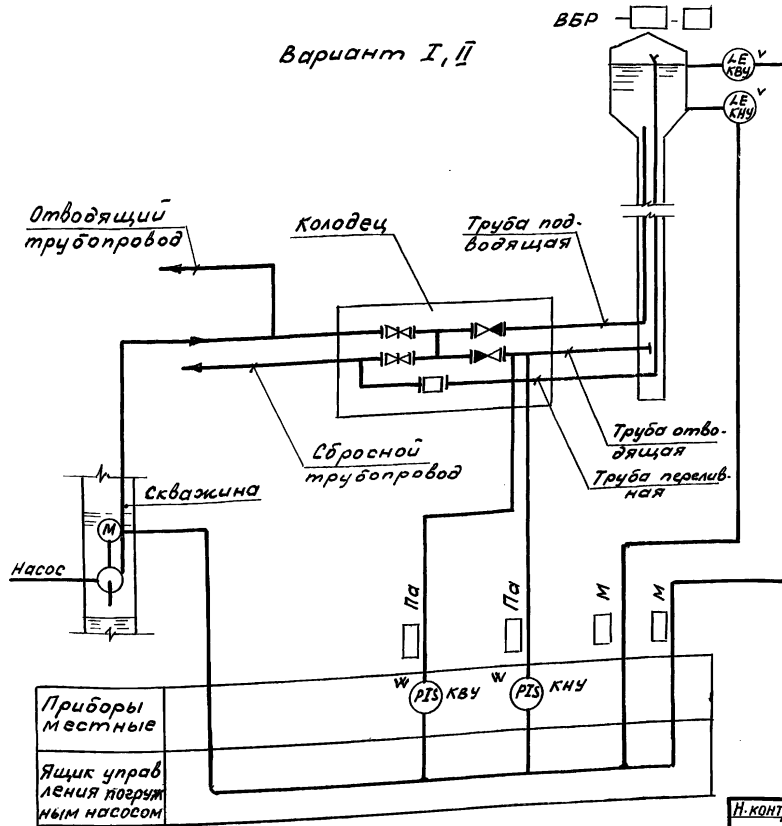 ВБР
Вариант I, II
LE
КВУ
LE
КНУ
Отводящий
трубопровод
Колодец
Труба под-
водящая
Труба отво-
дящая
Труба перелив-
ная
Сбросной
трубопровод
Скважина
М
Насос
Па
Па
М
М
PIS
КВУ
PIS
КНУ
Приборы
местные
Ящик управ
ления погруж
ным насосом
Н.конт